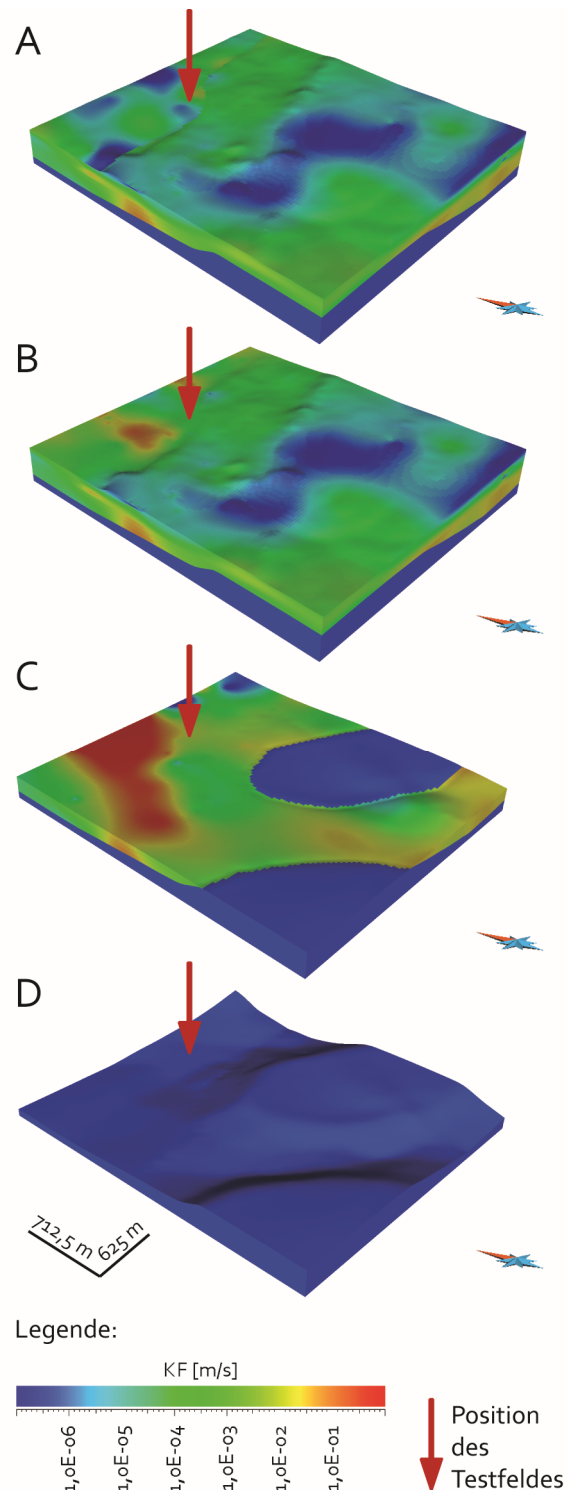 A
B
C
D
712,5 m
625 m
Legende:
KF [m/s]
1,0E-06
1,0E-05
1,0E-04
1,0E-03
1,0E-02
1,0E-01
Position
des
Testfeldes